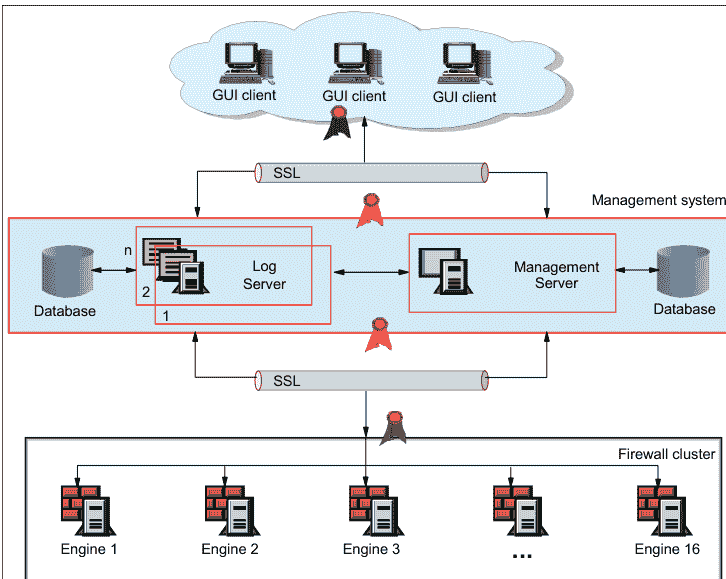 GUI client
GUI client
GUI client
SSL
Management system
n
Log
Server
2
1
Database
Management
Server
Database
SSL
Firewall cluster
Engine 1
Engine 2
Engine 3
...
Engine 16